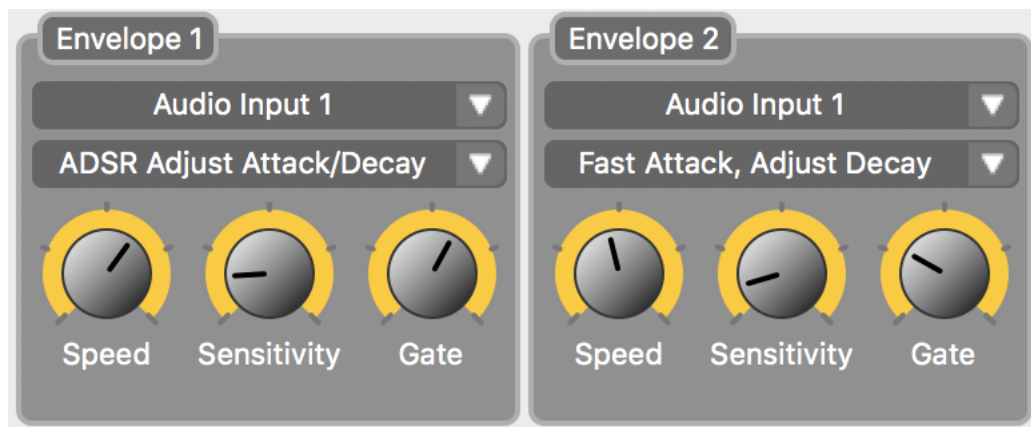 Envelope 1
Audio Input 1
ADSR Adjust Attack/Decay
Speed Sensitivity Gate
Envelope 2
Audio Input 1
Fast Attack, Adjust Decay
Speed Sensitivity Gate